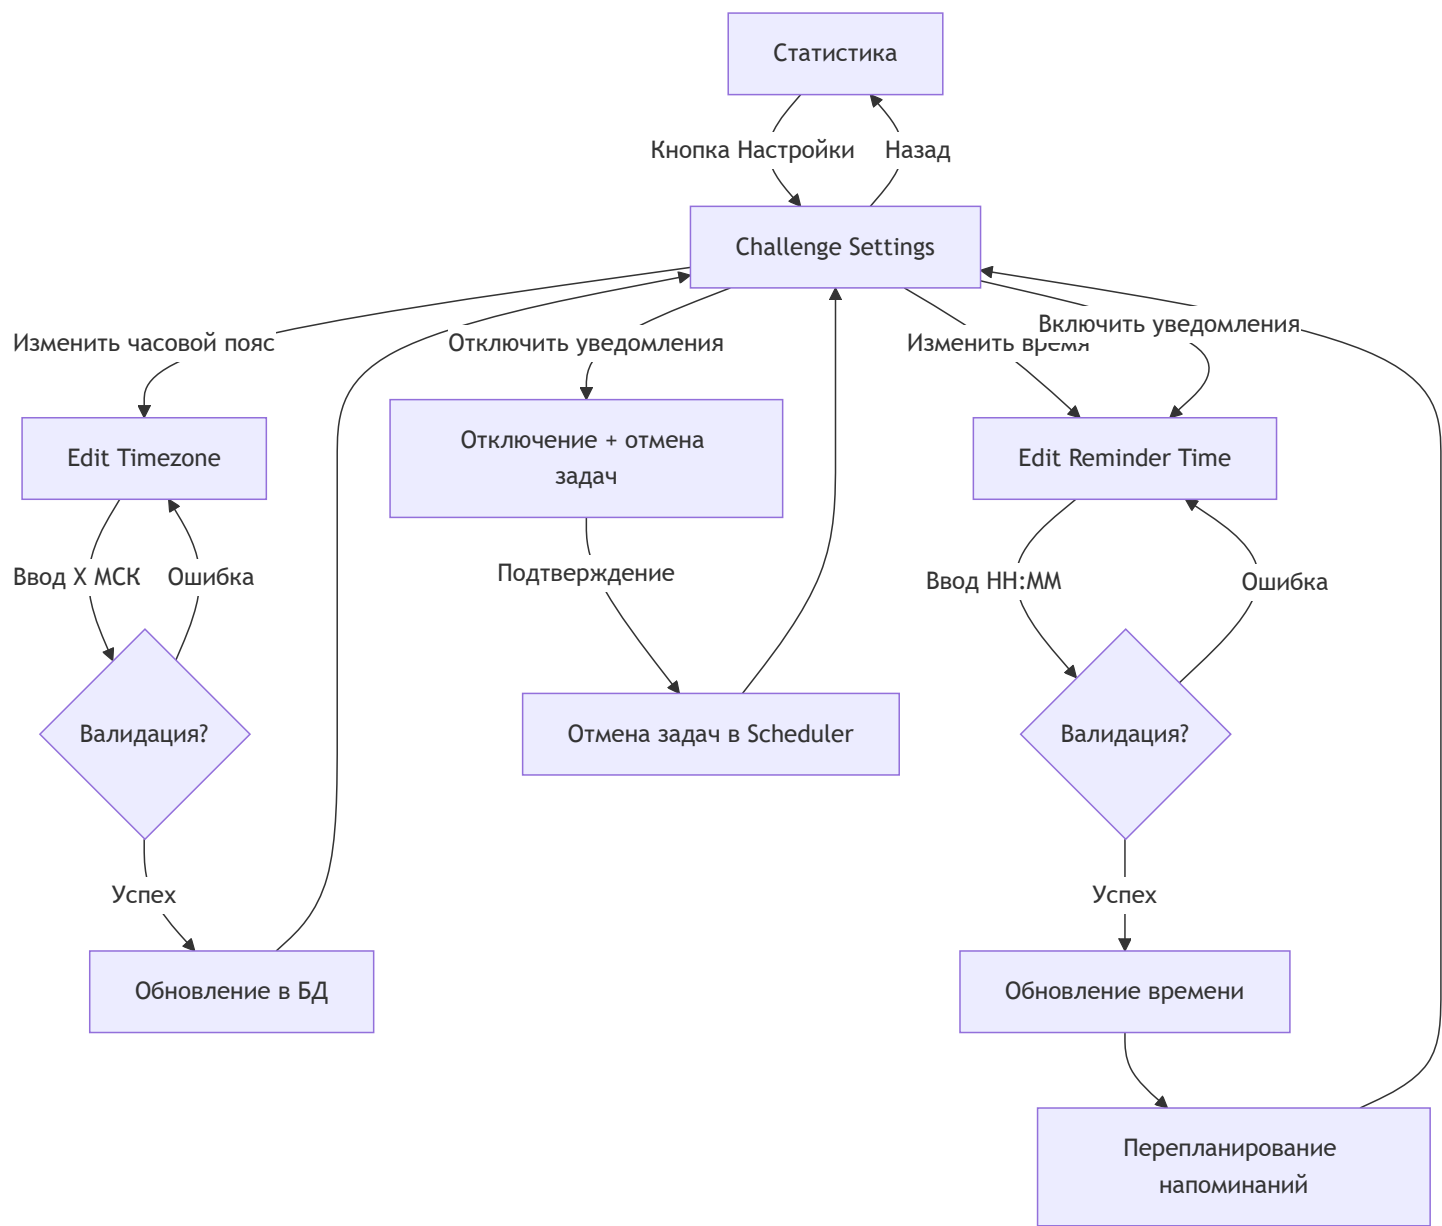 Статистика
Кнопка Настройки
Назад
Challenge Settings
Изменить часовой пояс
Отключить уведомления
Изменить время
Включить уведомления
Edit Timezone
Отключение + отмена
задач
Edit Reminder Time
Ввод X МСК
Ошибка
Подтверждение
Ввод HH:MM
Ошибка
Валидация?
Отмена задач в Scheduler
Валидация?
Успех
Успех
Обновление в БД
Обновление времени
Перепланирование
напоминаний